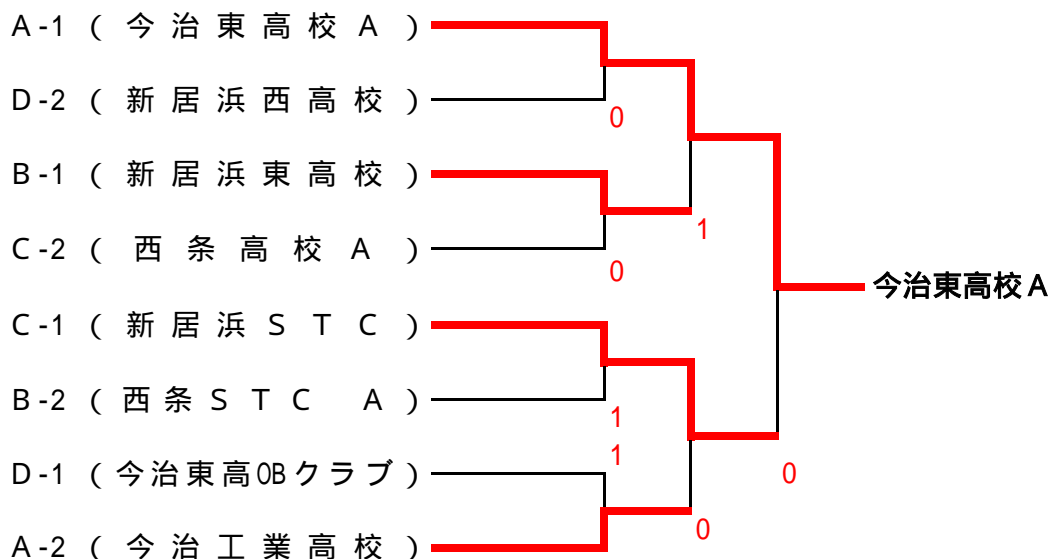 A-1 (今治東高校A)
D-2 (新居浜西高校)
0
B-1 (新居浜東高校)
1
C-2 (西条高校A)
0
今治東高校A
C-1 (新居浜STC)
B-2 (西条STC A)
1
1
D-1 (今治東高OBクラブ)
0
0
A-2 (今治工業高校)